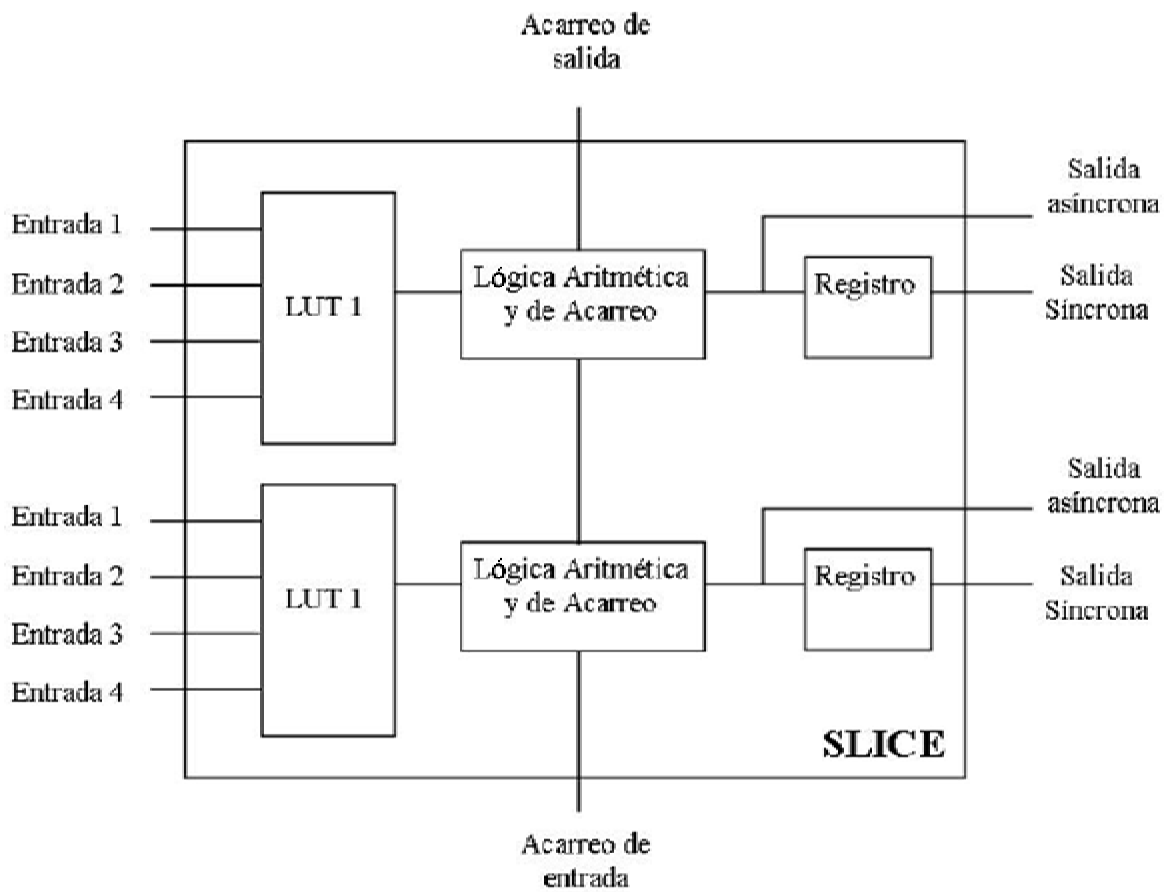 Acarreo de
salida
Salida
asíncrona
Entrada 1
Entrada 2
Entrada 3
Entrada 4
LUT 1
Lógica Aritmética
y de Acarreo
Registro
Salida
Síncrona
Salida
asíncrona
Entrada 1
Entrada 2
Entrada 3
Entrada 4
LUT 1
Lógica Aritmética
y de Acarreo
Registro
Salida
Síncrona
SLICE
Acarreo de
entrada